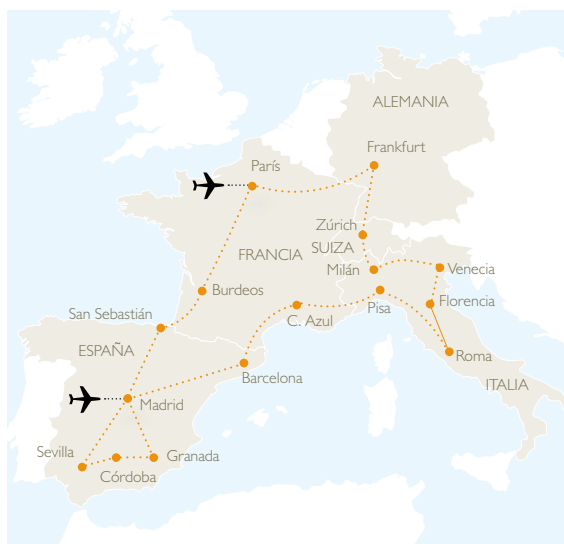 ALEMANIA
Frankfurt
París
Zúrich
SUIZA
FRANCIA
Milán
Venecia
Burdeos
Florencia
Pisa
San Sebastián
C. Azul
ESPAÑA
Roma
Barcelona
ITALIA
Madrid
Sevilla
Granada
Córdoba